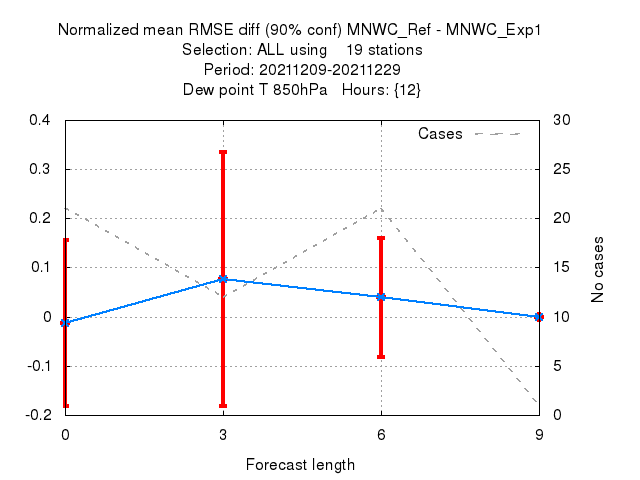 Normalized mean RMSE diff (90% conf) MNWC_Ref - MNWC_Exp1
Selection: ALL using 19 stations
Period: 20211209-20211229
Dew point T 850hPa Hours: {12}
Cases
0.4
0.3
0.2
0.1
0
-0.1
-0.2
30
25
20
15
10
5
0
No cases
0 3 6 9
Forecast length